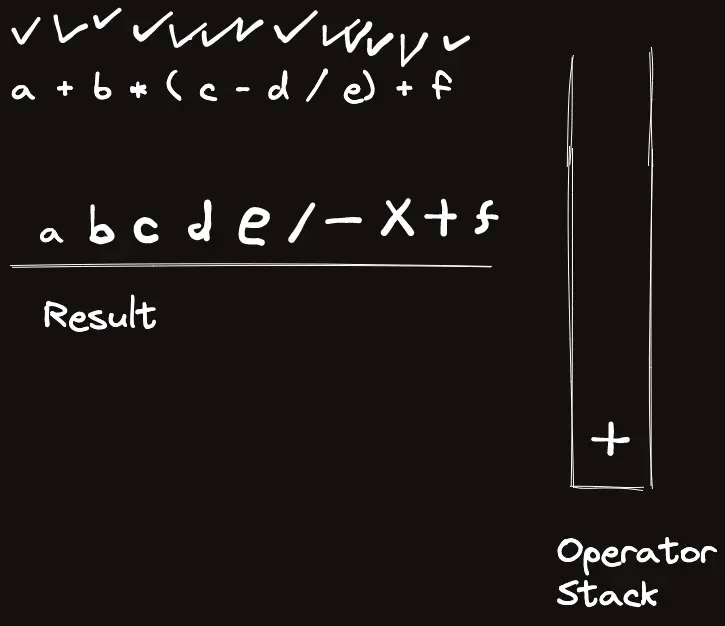 a + b * ( c - d / e ) + f
a b c d e / - X + f
Result
+
Operator
Stack